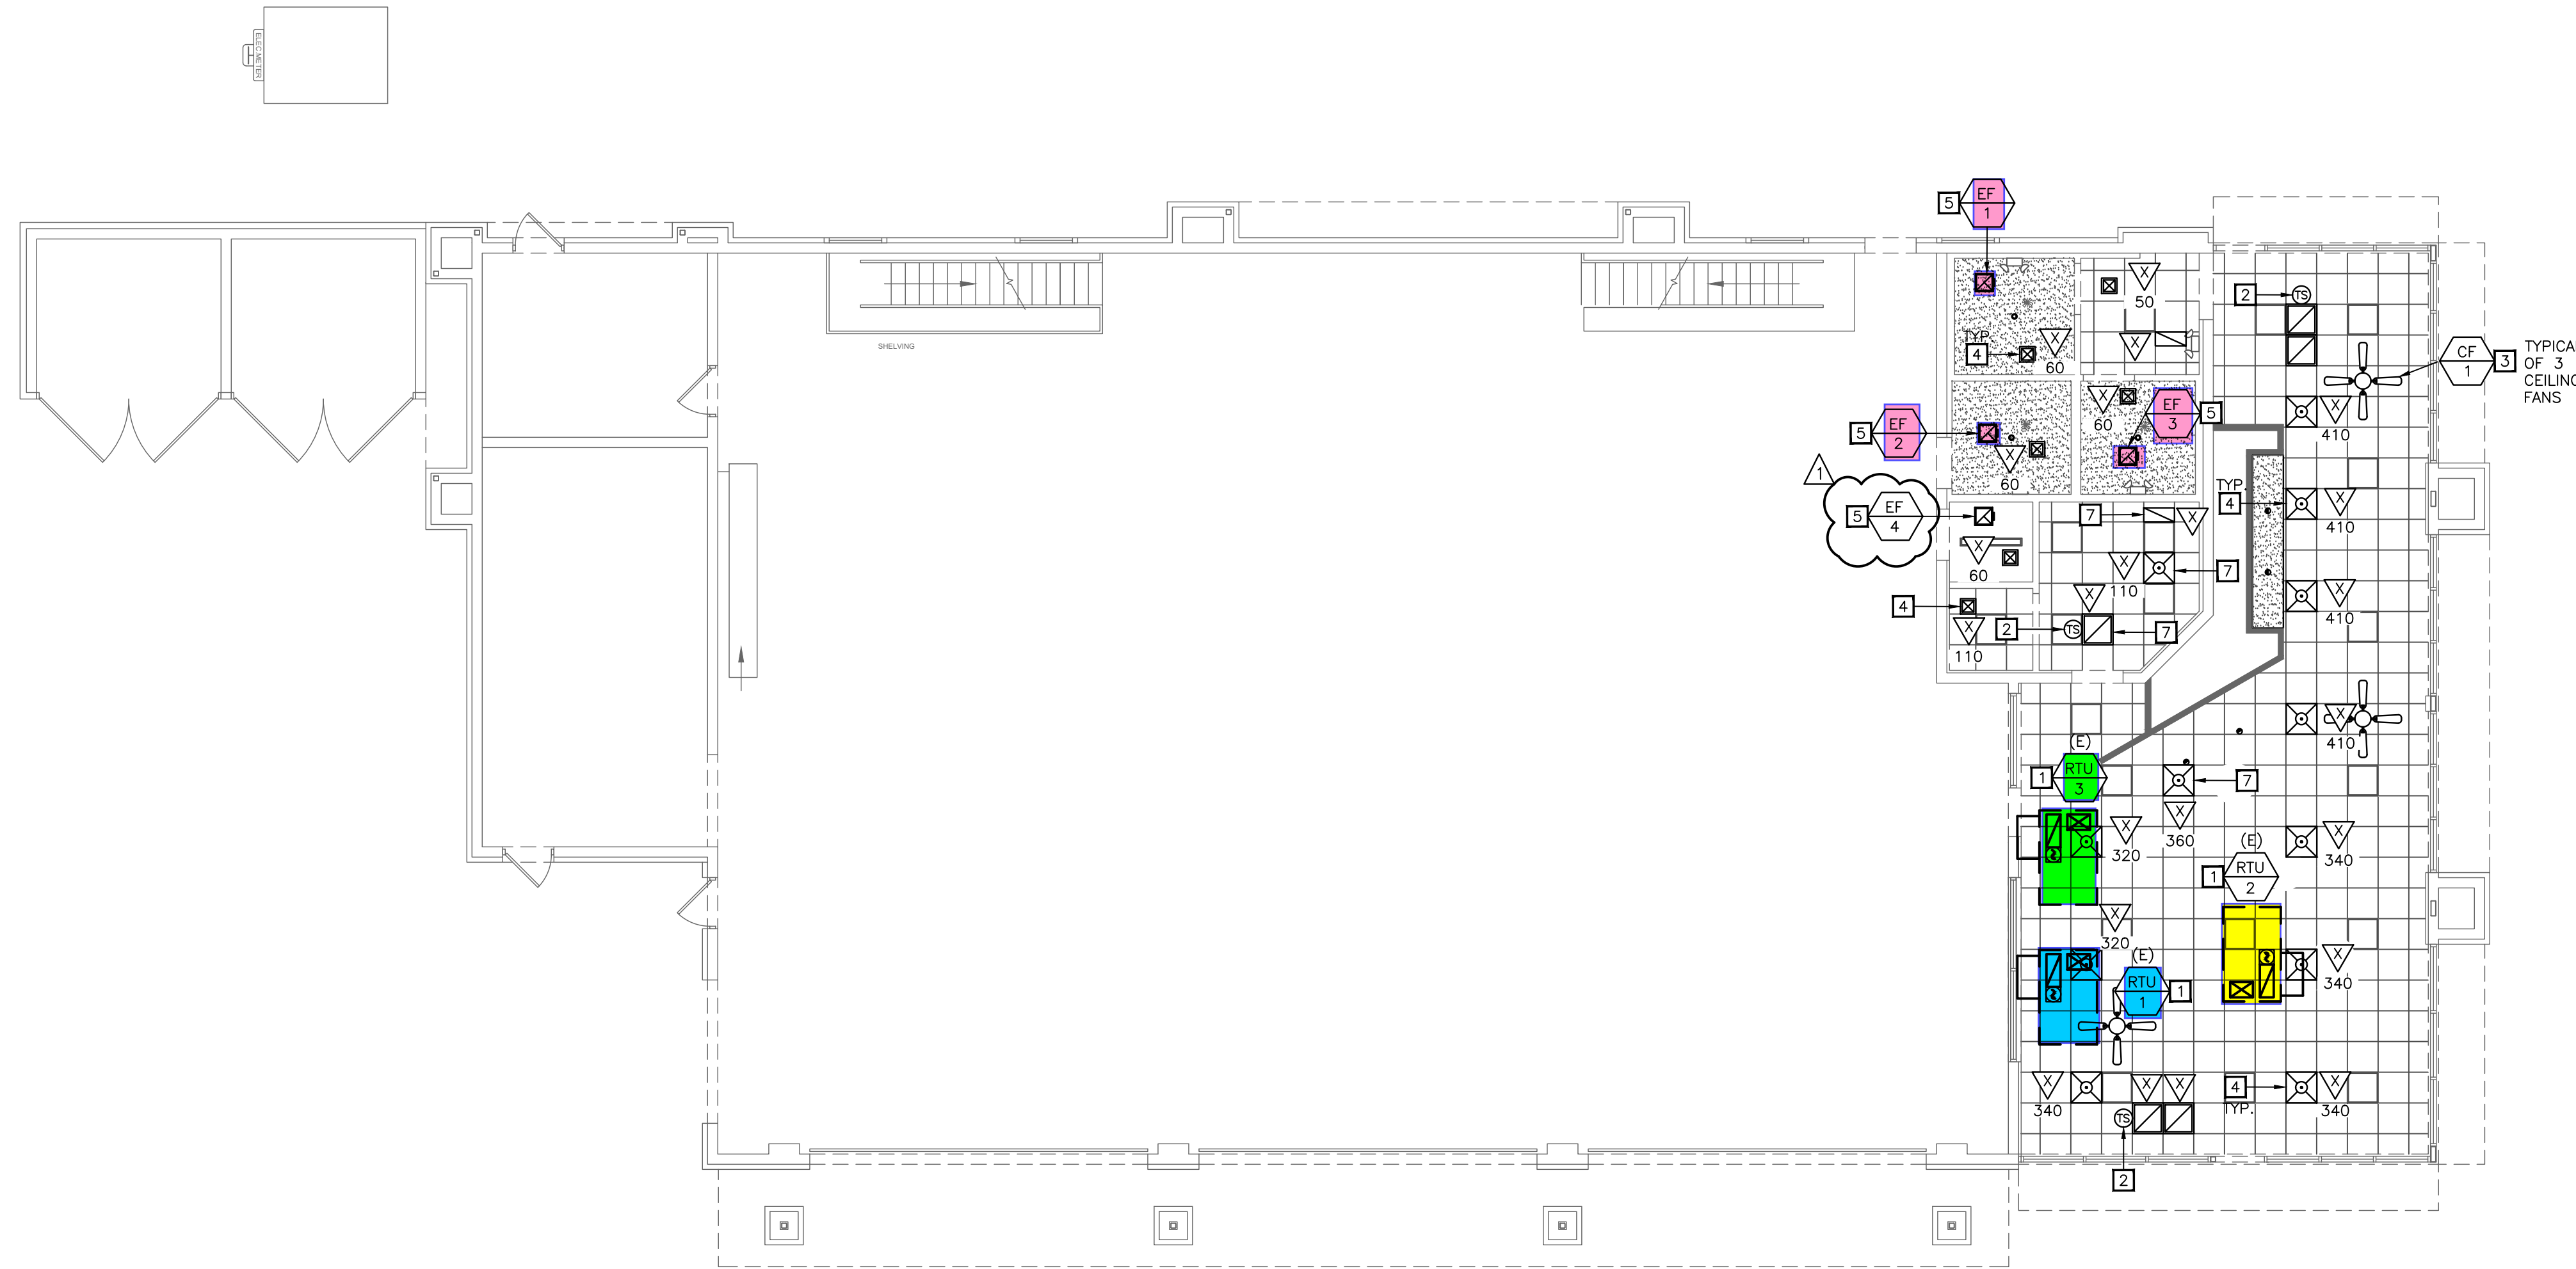 ELEC.METER
EF
1
5
X
50
2
TS
TYP.
4
X
60
X
CF
1
3
TYPICA
OF 3
CEILING
FANS
X
410
EF
2
5
X
60
EF
3
5
X
60
SHELVING
1
EF
4
5
X
60
7
X
TYP.
4
X
410
X
110
7
X
X
410
4
X
110
2
TS
7
X
410
(E)
RTU
3
1
7
X
320
X
360
X
340
(E)
RTU
2
1
X
320
(E)
RTU
1
1
X
340
X
340
X
X
4
TYP.
X
340
TS
2